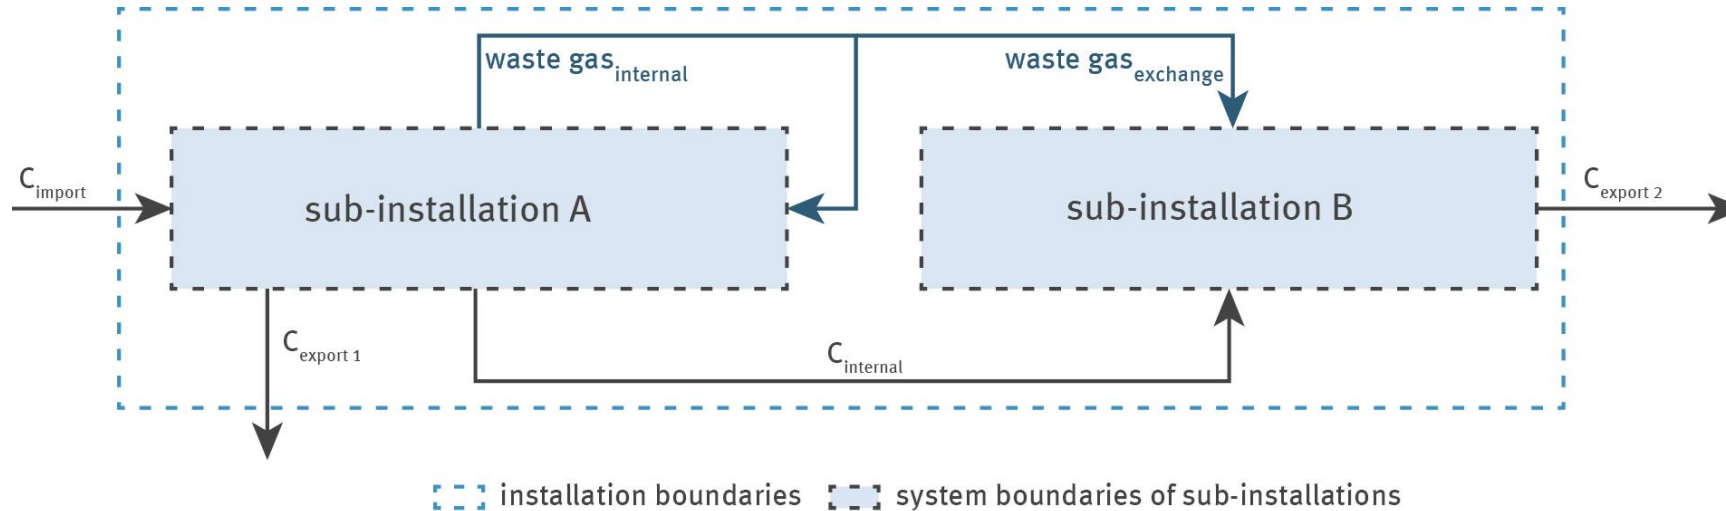 waste gas internal
waste gas exchange
C import
sub-installation A
sub-installation B
C export 2
C export 1
C internal
installation boundaries
system boundaries of sub-installations